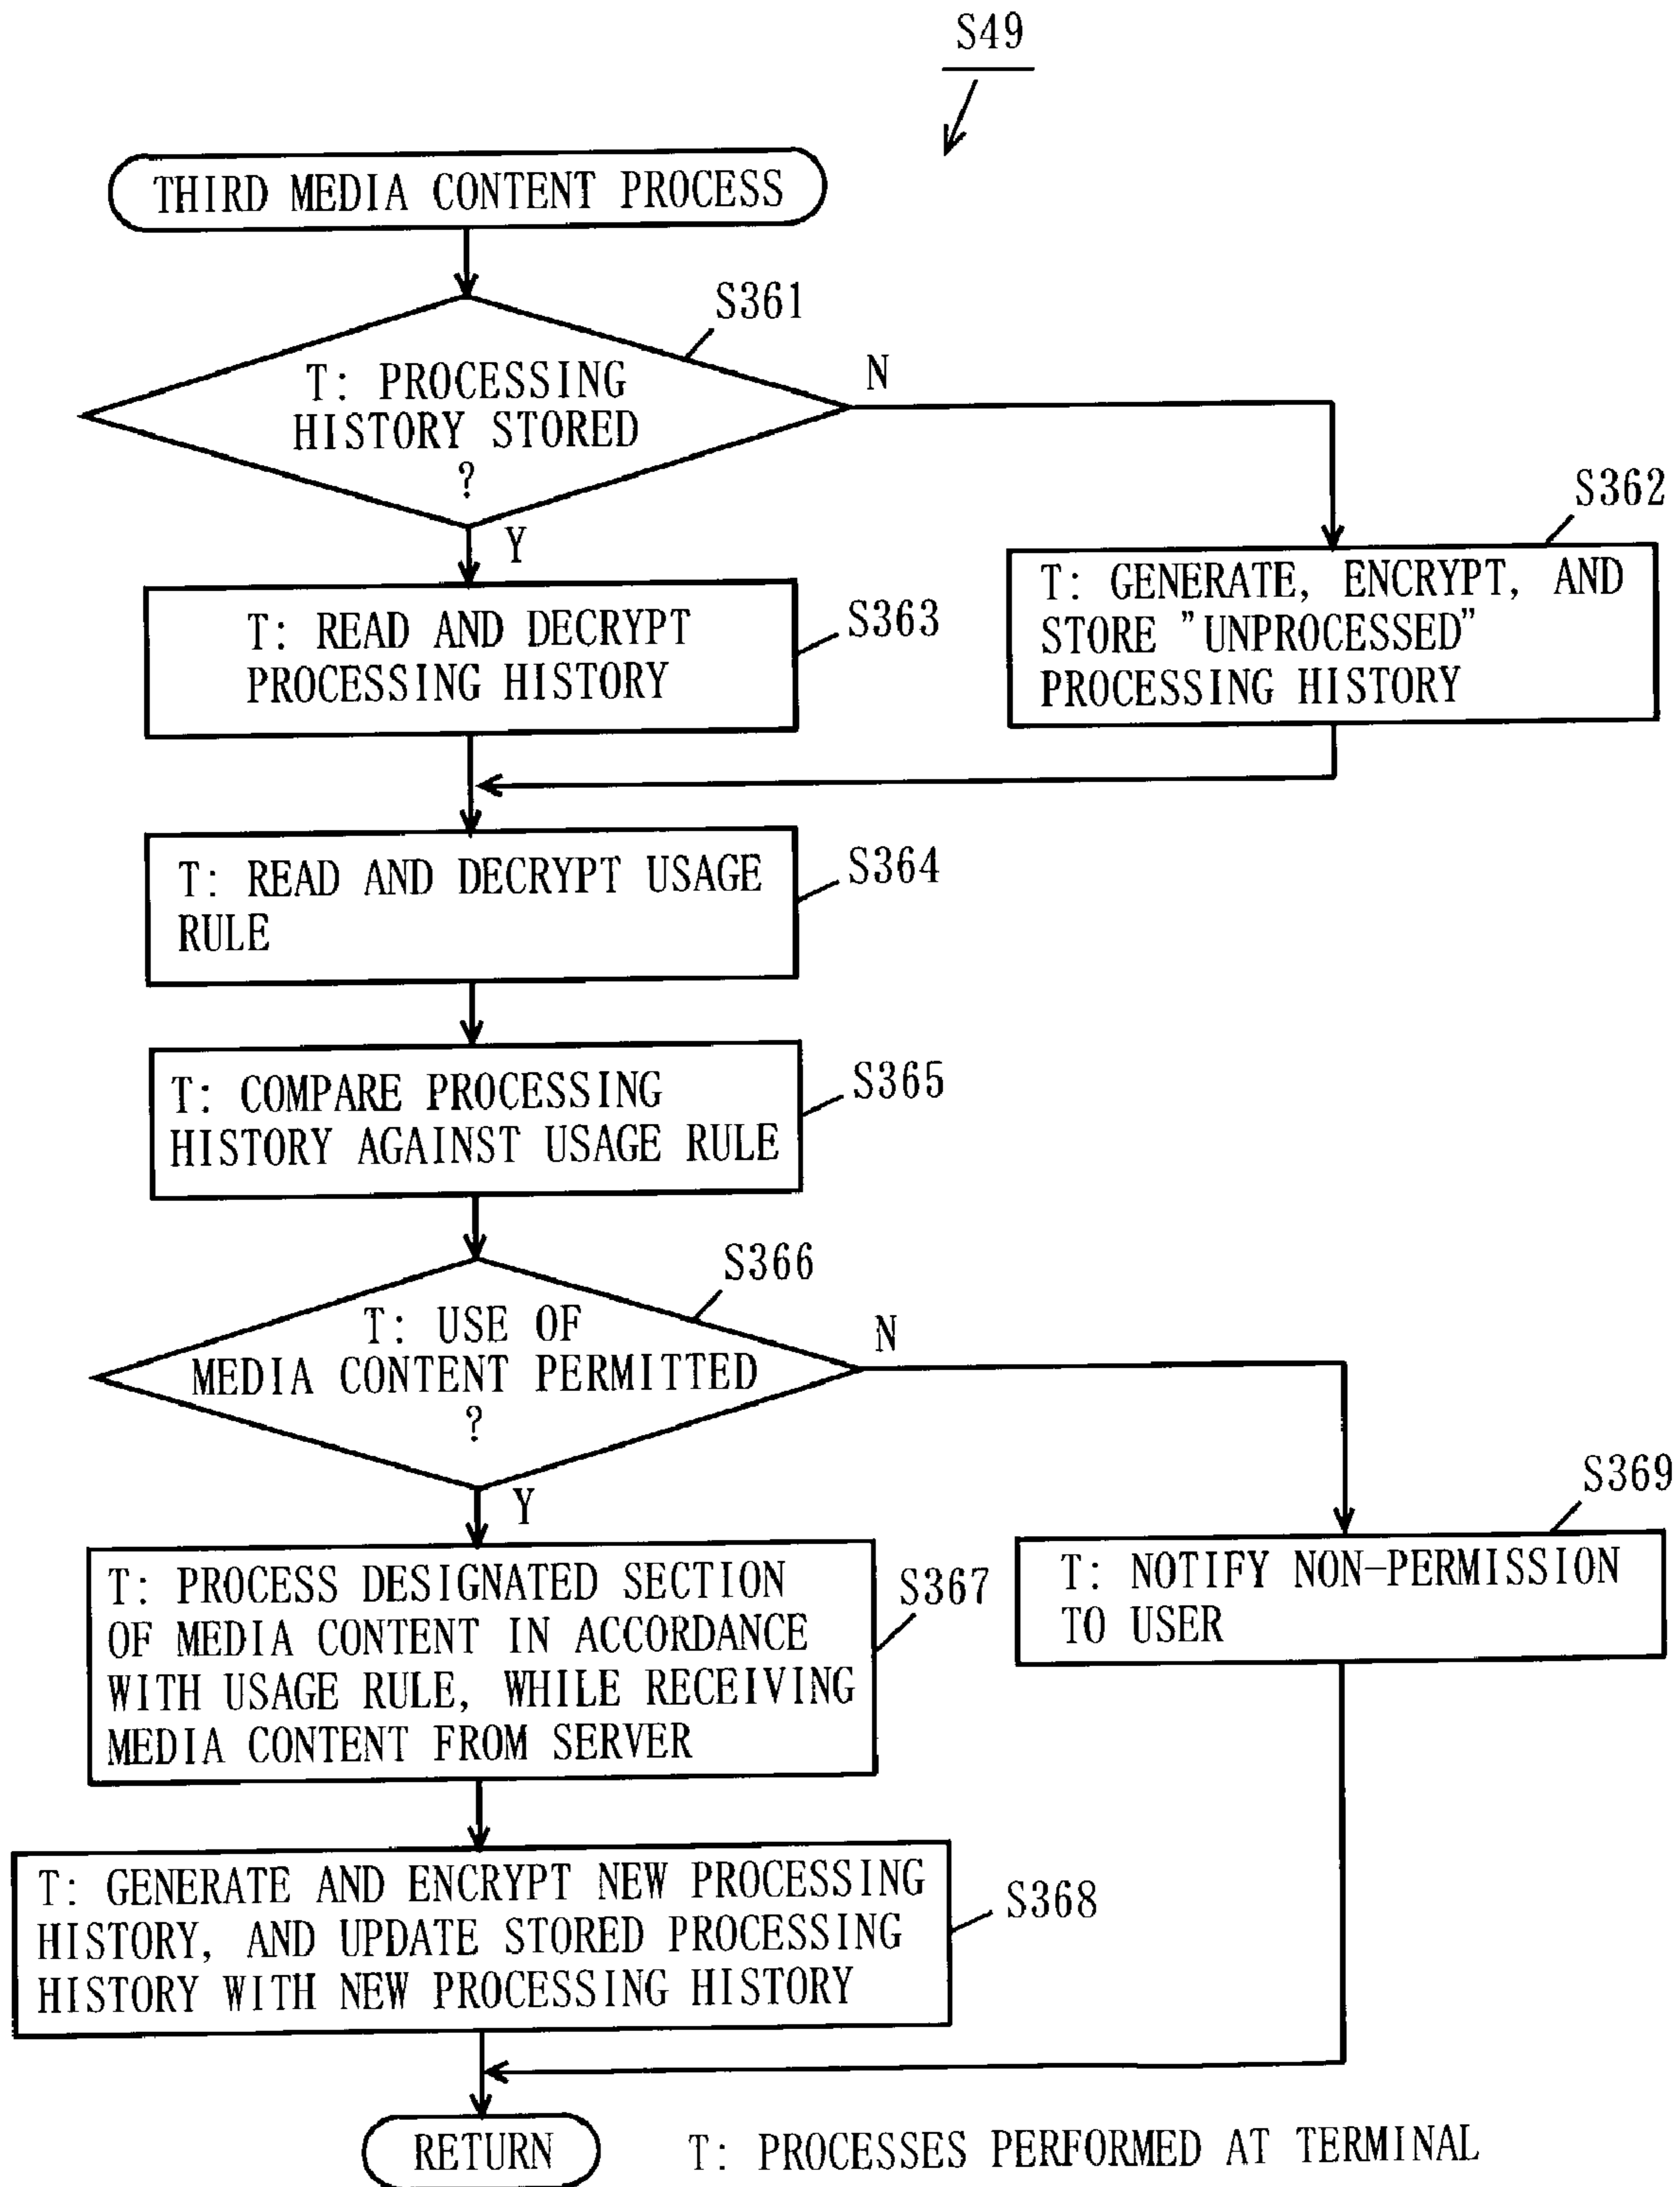 S49
THIRD MEDIA CONTENT PROCESS
S361
T: PROCESSING
HISTORY STORED
?
N
Y
S362
T: GENERATE, ENCRYPT, AND
STORE "UNPROCESSED"
PROCESSING HISTORY
S363
T: READ AND DECRYPT
PROCESSING HISTORY
S364
T: READ AND DECRYPT USAGE
RULE
S365
T: COMPARE PROCESSING
HISTORY AGAINST USAGE RULE
S366
T: USE OF
MEDIA CONTENT PERMITTED
?
N
Y
S369
T: NOTIFY NON-PERMISSION
TO USER
S367
T: PROCESS DESIGNATED SECTION
OF MEDIA CONTENT IN ACCORDANCE
WITH USAGE RULE, WHILE RECEIVING
MEDIA CONTENT FROM SERVER
S368
T: GENERATE AND ENCRYPT NEW PROCESSING
HISTORY, AND UPDATE STORED PROCESSING
HISTORY WITH NEW PROCESSING HISTORY
RETURN
T: PROCESSES PERFORMED AT TERMINAL